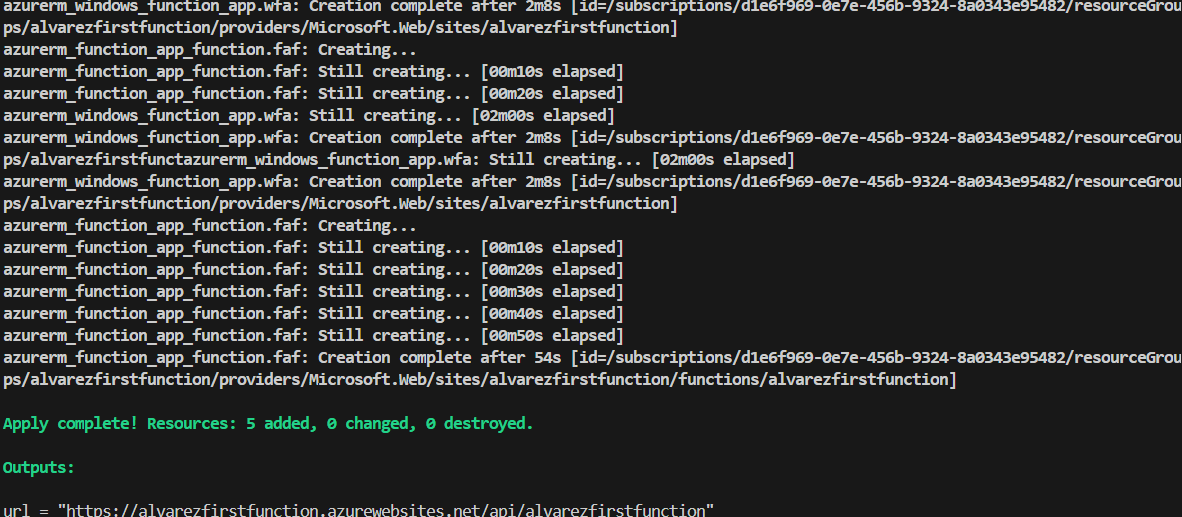 azurerm_windows_function_app.wfa: Creation complete after 2m8s [id=/subscriptions/d1e6f969-0e7e-456b-9324-8a0343e95482/resourceGrou
ps/alvarezfirstfunction/providers/Microsoft.Web/sites/alvarezfirstfunction]
azurerm_function_app_function.faf: Creating...
azurerm_function_app_function.faf: Still creating... [00m10s elapsed]
azurerm_function_app_function.faf: Still creating... [00m20s elapsed]
azurerm_windows_function_app.wfa: Still creating... [02m00s elapsed]
azurerm_windows_function_app.wfa: Creation complete after 2m8s [id=/subscriptions/d1e6f969-0e7e-456b-9324-8a0343e95482/resourceGrou
ps/alvarezfirstfunctazurerm_windows_function_app.wfa: Still creating... [02m00s elapsed]
azurerm_windows_function_app.wfa: Creation complete after 2m8s [id=/subscriptions/d1e6f969-0e7e-456b-9324-8a0343e95482/resourceGrou
ps/alvarezfirstfunction/providers/Microsoft.Web/sites/alvarezfirstfunction]
azurerm_function_app_function.faf: Creating...
azurerm_function_app_function.faf: Still creating... [00m10s elapsed]
azurerm_function_app_function.faf: Still creating... [00m20s elapsed]
azurerm_function_app_function.faf: Still creating... [00m30s elapsed]
azurerm_function_app_function.faf: Still creating... [00m40s elapsed]
azurerm_function_app_function.faf: Still creating... [00m50s elapsed]
azurerm_function_app_function.faf: Creation complete after 54s [id=/subscriptions/d1e6f969-0e7e-456b-9324-8a0343e95482/resourceGrou
ps/alvarezfirstfunction/providers/Microsoft.Web/sites/alvarezfirstfunction/functions/alvarezfirstfunction]
Apply complete! Resources: 5 added, 0 changed, 0 destroyed.
Outputs:
url = "https://alvarezfirstfunction.azurewebsites.net/api/alvarezfirstfunction"